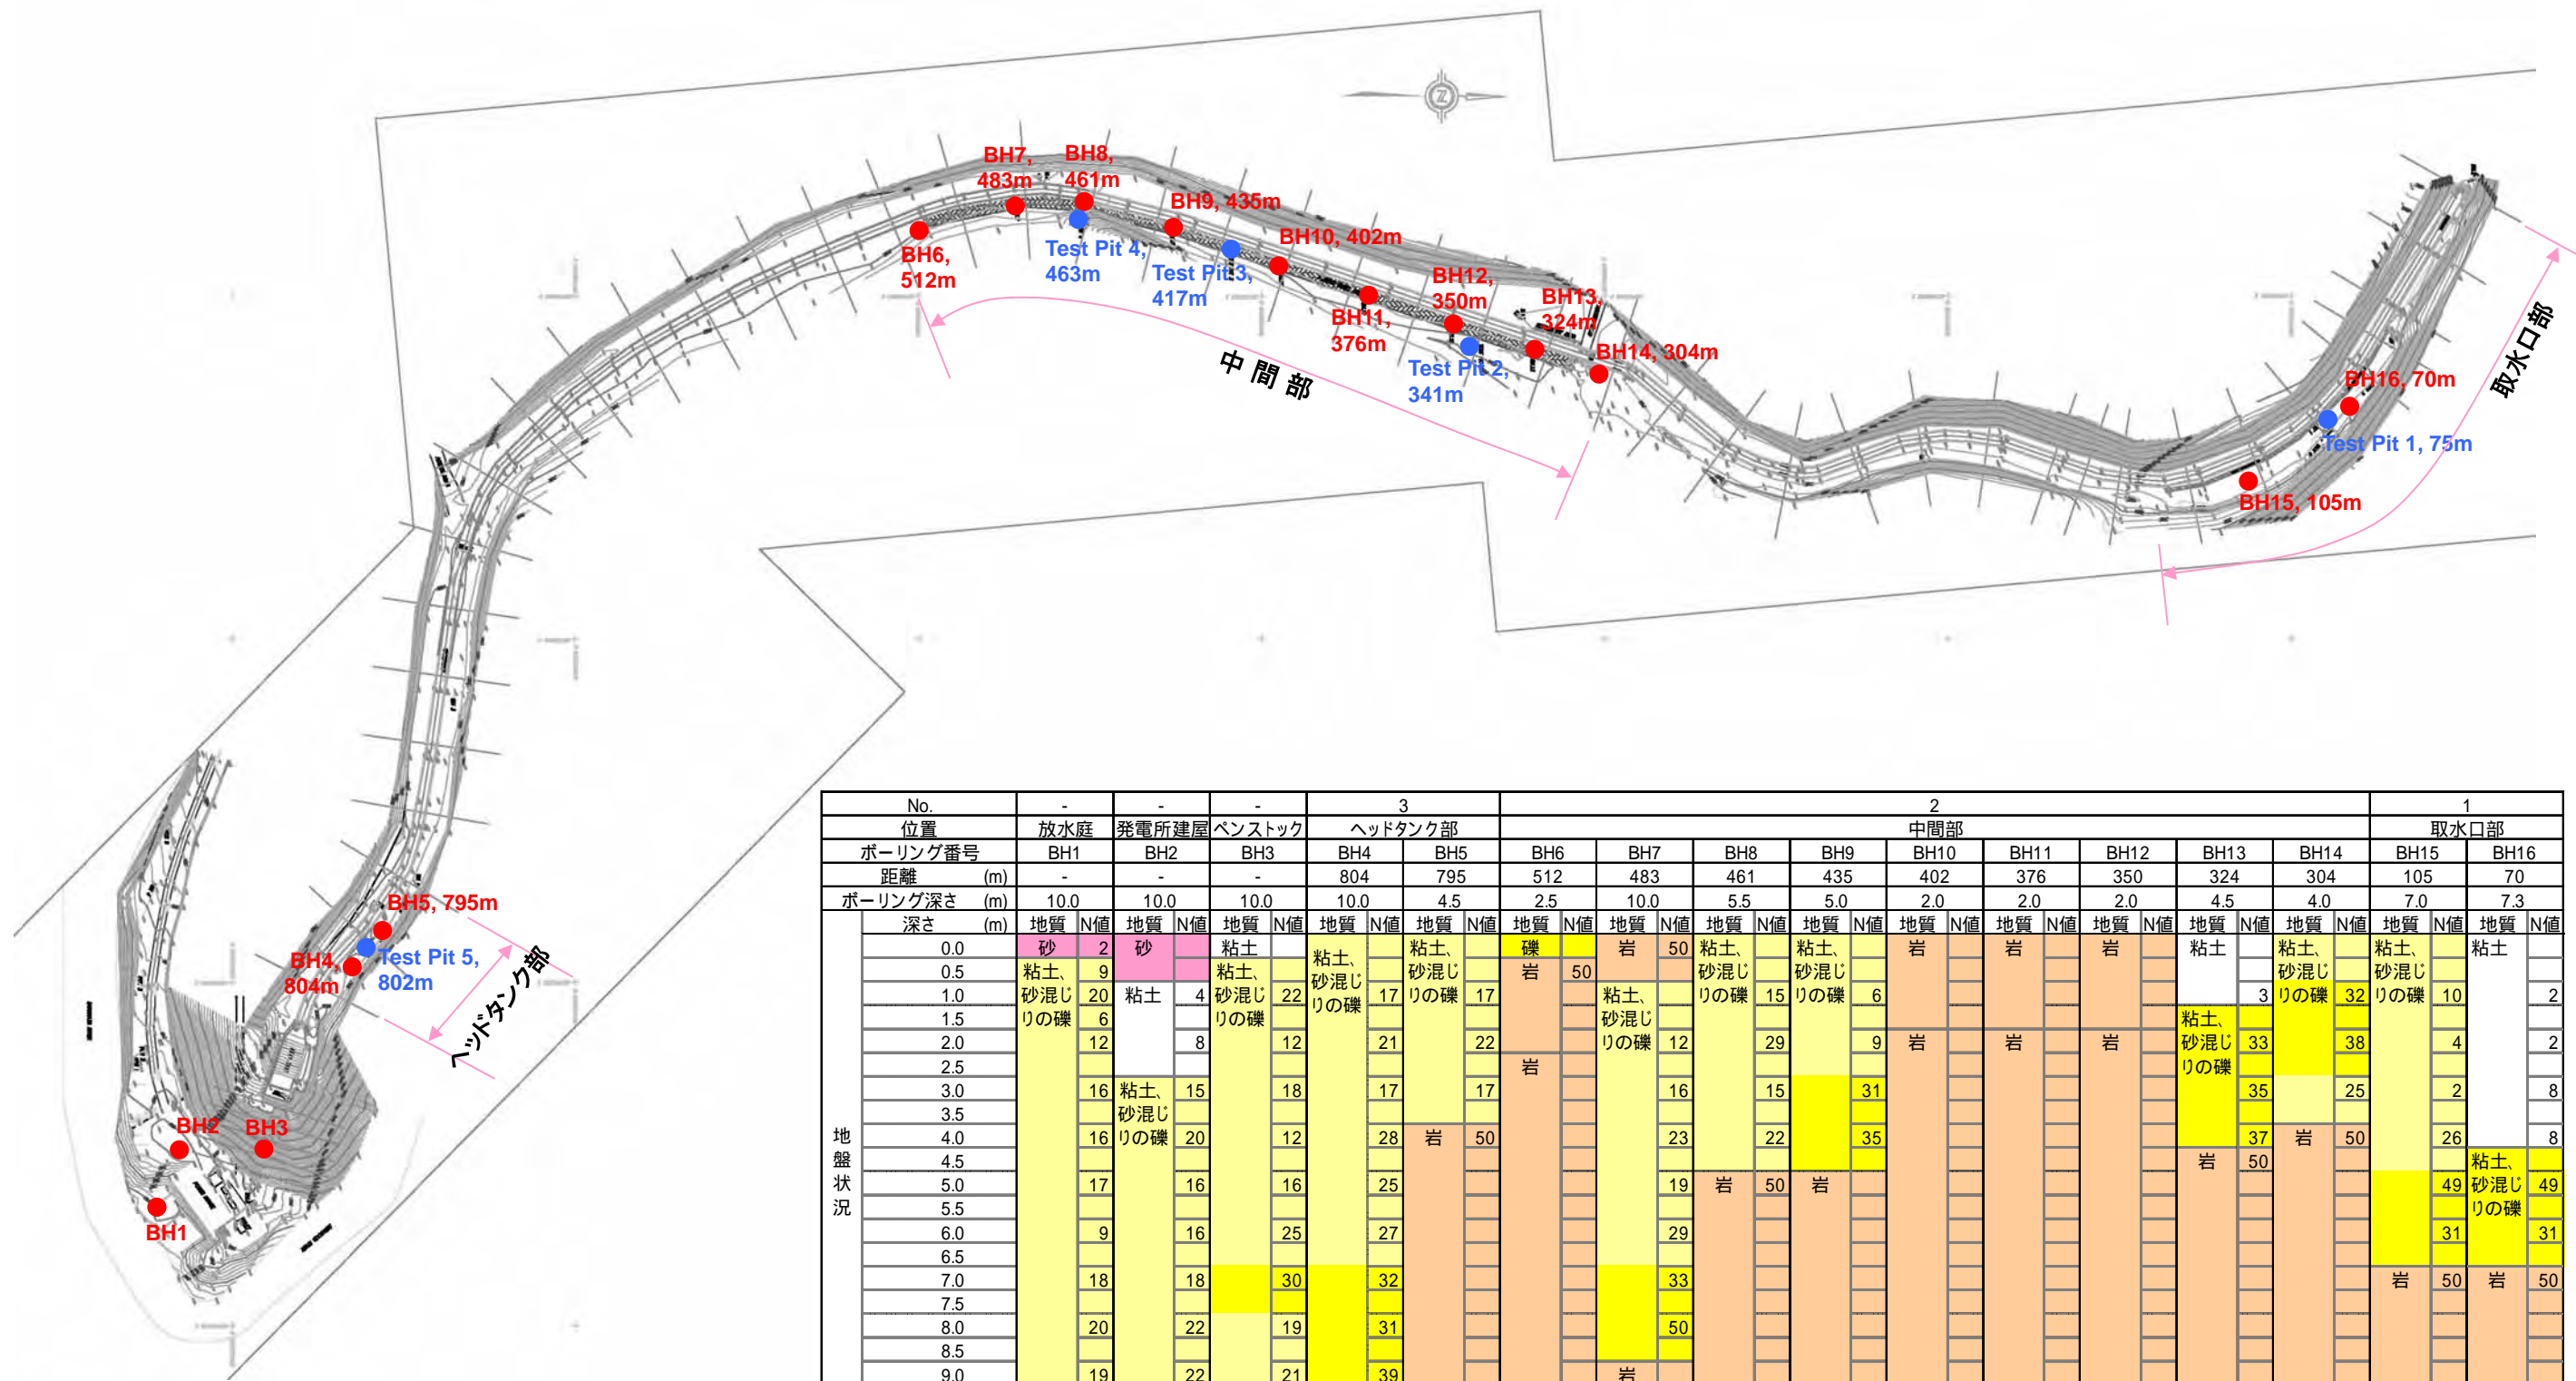 Z
BH7,
483m
BH8,
461m
BH9, 435m
BH10, 402m
BH6,
512m
Test Pit 4,
463m
Test Pit 3,
417m
BH12,
350m
BH13,
324m
BH11,
376m
Test Pit 2,
341m
BH14, 304m
中間部
取水口部
BH16, 70m
Test Pit 1, 75m
BH15, 105m
BH5, 795m
Test Pit 5,
802m
BH4,
804m
ヘッドタンク部
BH2
BH3
BH1
No. - - - 3 2 1
位置 放水庭 発電所建屋 ペンストック ヘッドタンク部 中間部 取水口部
ボーリング番号 BH1 BH2 BH3 BH4 BH5 BH6 BH7 BH8 BH9 BH10 BH11 BH12 BH13 BH14 BH15 BH16
距離 (m) - - - 804 795 512 483 461 435 402 376 350 324 304 105 70
ボーリング深さ (m) 10.0 10.0 10.0 10.0 4.5 2.5 10.0 5.5 5.0 2.0 2.0 2.0 4.5 4.0 7.0 7.3
深さ (m) 地質 N値 地質 N値 地質 N値 地質 N値 地質 N値 地質 N値 地質 N値 地質 N値 地質 N値 地質 N値 地質 N値 地質 N値 地質 N値 地質 N値 地質 N値 地質 N値
地盤状況
0.0 砂 2 砂 粘土 粘土、 粘土、 礫 岩 50 粘土、 粘土、 岩 岩 岩 粘土 粘土、 粘土、 粘土
0.5 粘土、 9 粘土、 砂混じ 砂混じ 岩 50 砂混じ 砂混じ 砂混じ 砂混じ
1.0 砂混じ 20 粘土 4 砂混じ 22 りの礫 17 りの礫 17 粘土、 りの礫 15 りの礫 6 3 りの礫 32 りの礫 10 2
1.5 りの礫 6 りの礫 砂混じ 粘土、
2.0 12 8 12 21 22 りの礫 12 29 9 岩 岩 岩 砂混じ 33 38 4 2
2.5 岩 りの礫
3.0 16 粘土、 15 18 17 17 16 15 31 35 25 2 8
3.5 砂混じ
4.0 16 りの礫 20 12 28 岩 50 23 22 35 37 岩 50 26 8
4.5 岩 50 粘土、
5.0 17 16 16 25 19 岩 50 岩 49 砂混じ 49
5.5 りの礫
6.0 9 16 25 27 29 31 31
6.5
7.0 18 18 30 32 33 岩 50 岩 50
7.5
8.0 20 22 19 31 50
8.5
9.0 19 22 21 39 岩